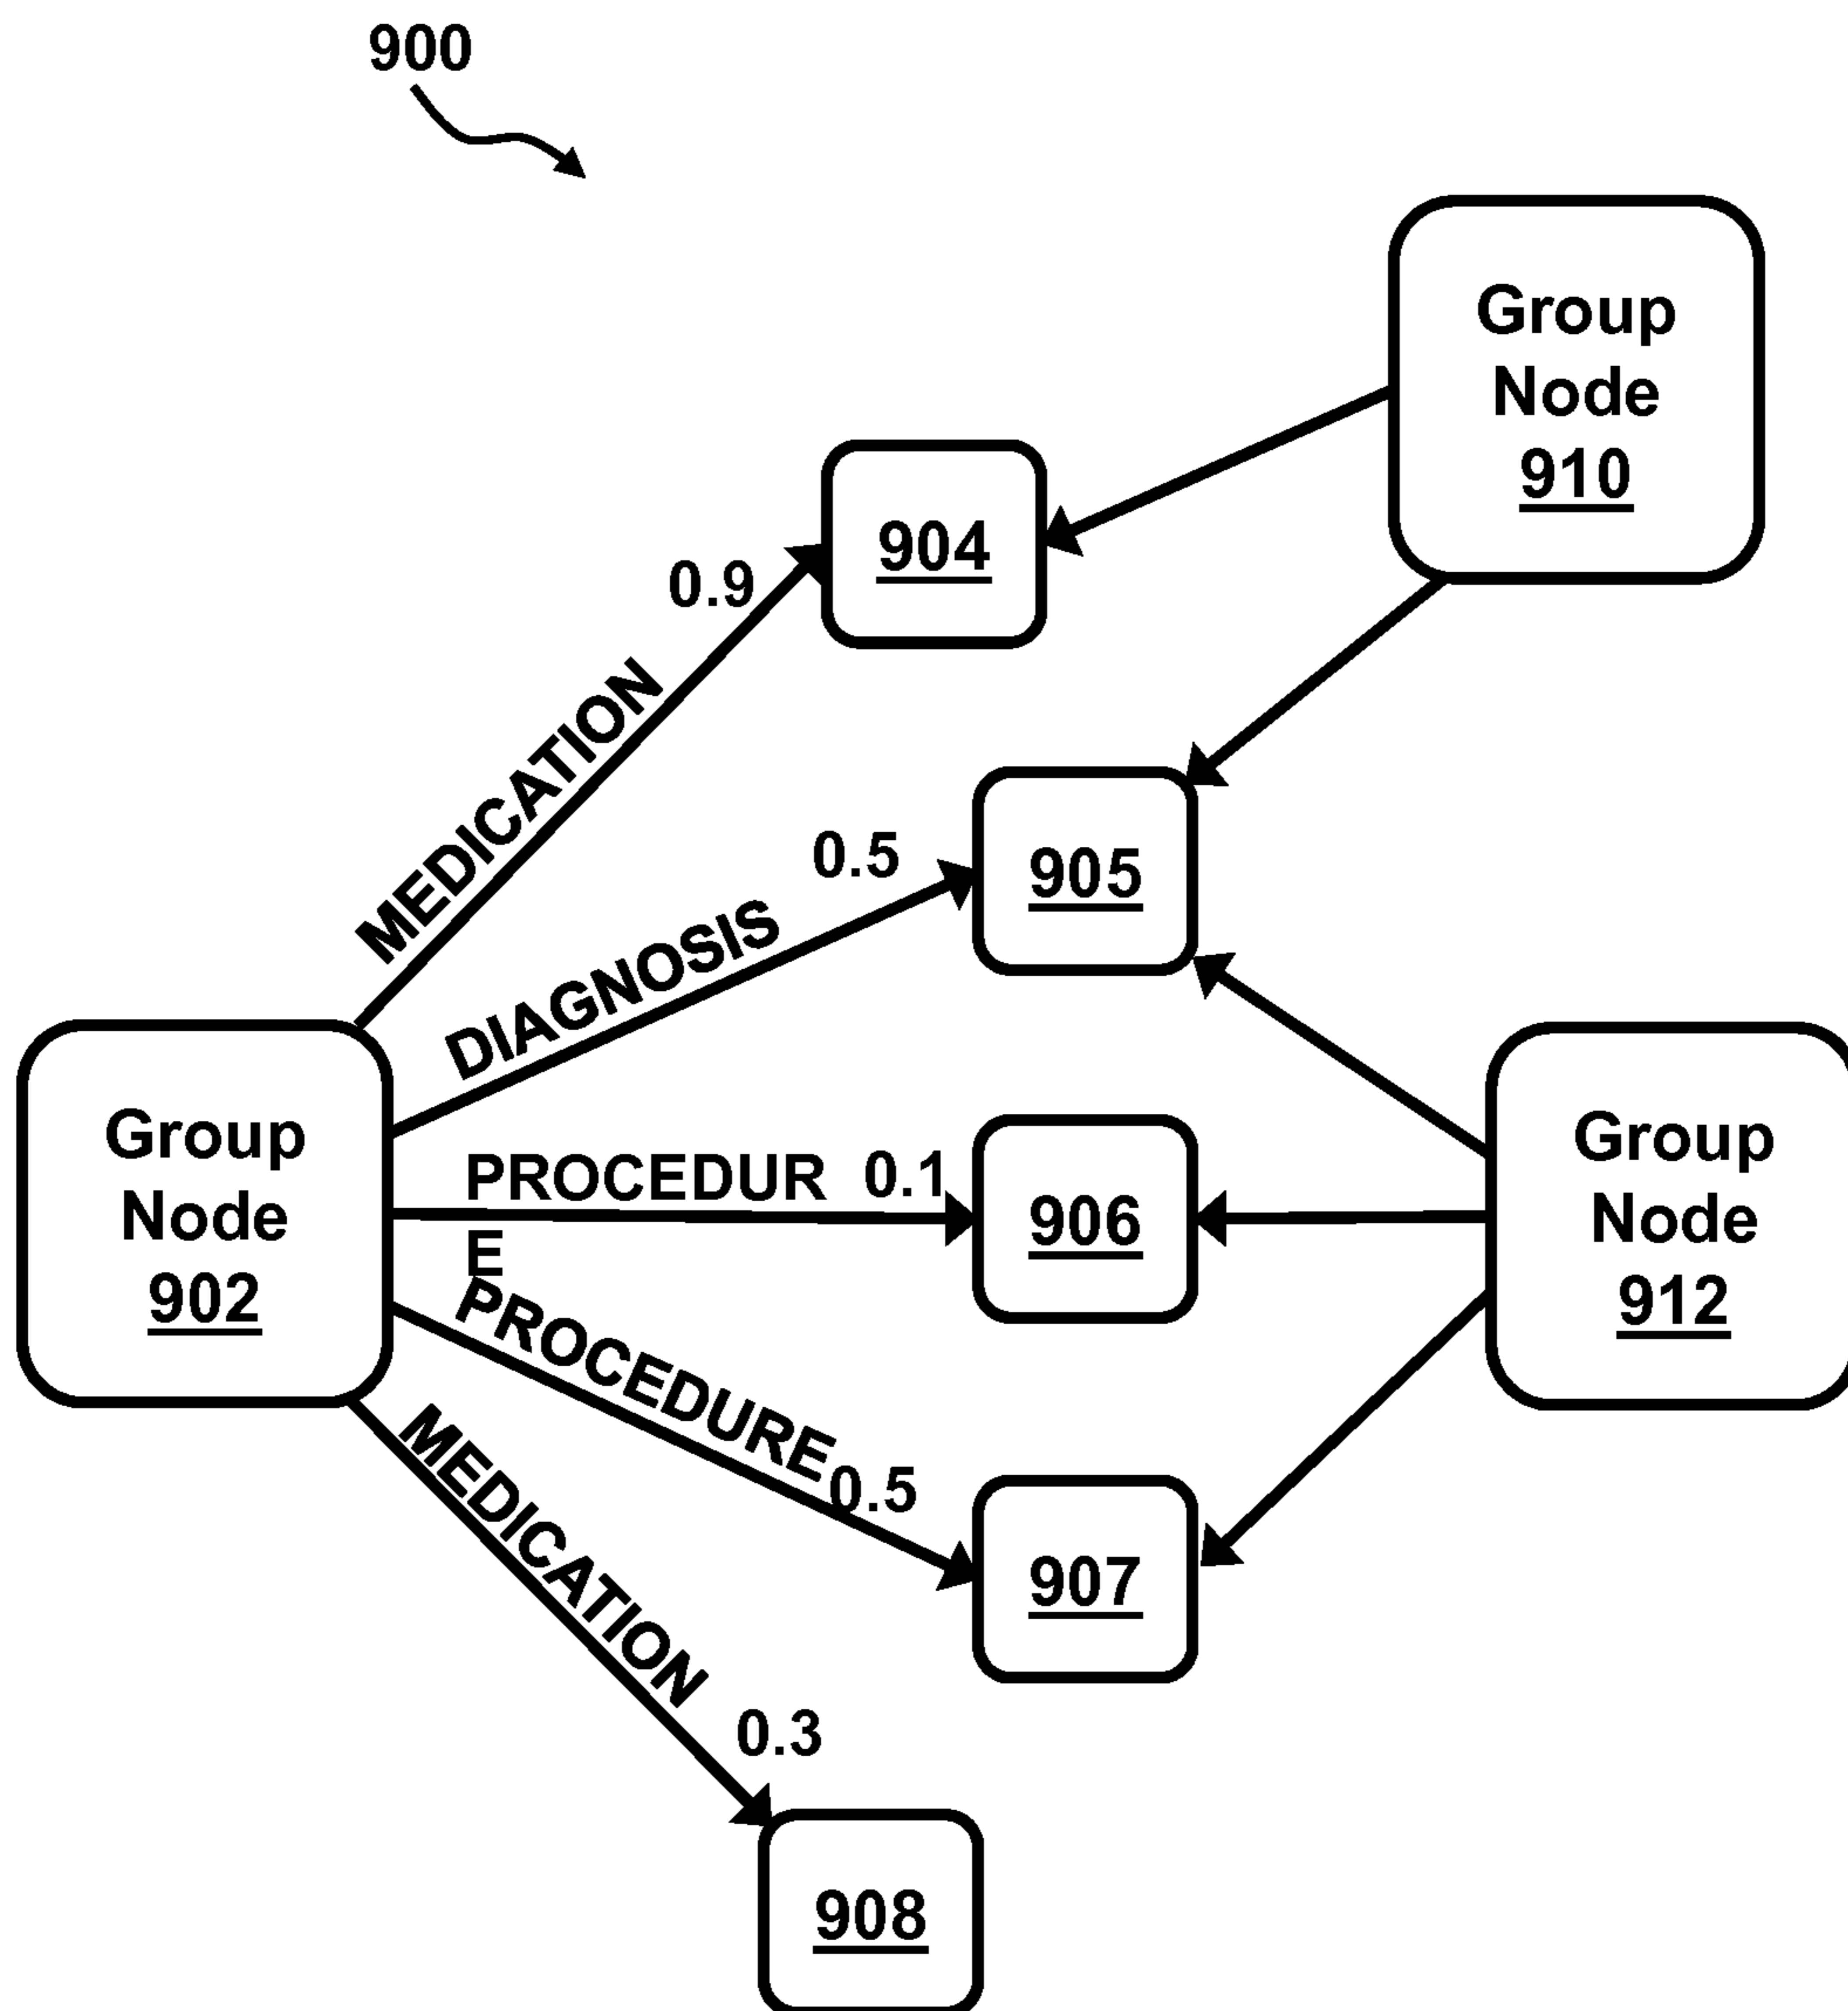 900
Group
Node
910
904
0.9
MEDICATION
905
0.5
DIAGNOSIS
Group
Node
902
PROCEDUR
E
0.1
906
Group
Node
912
PROCEDURE
0.5
907
MEDICATION
0.3
908